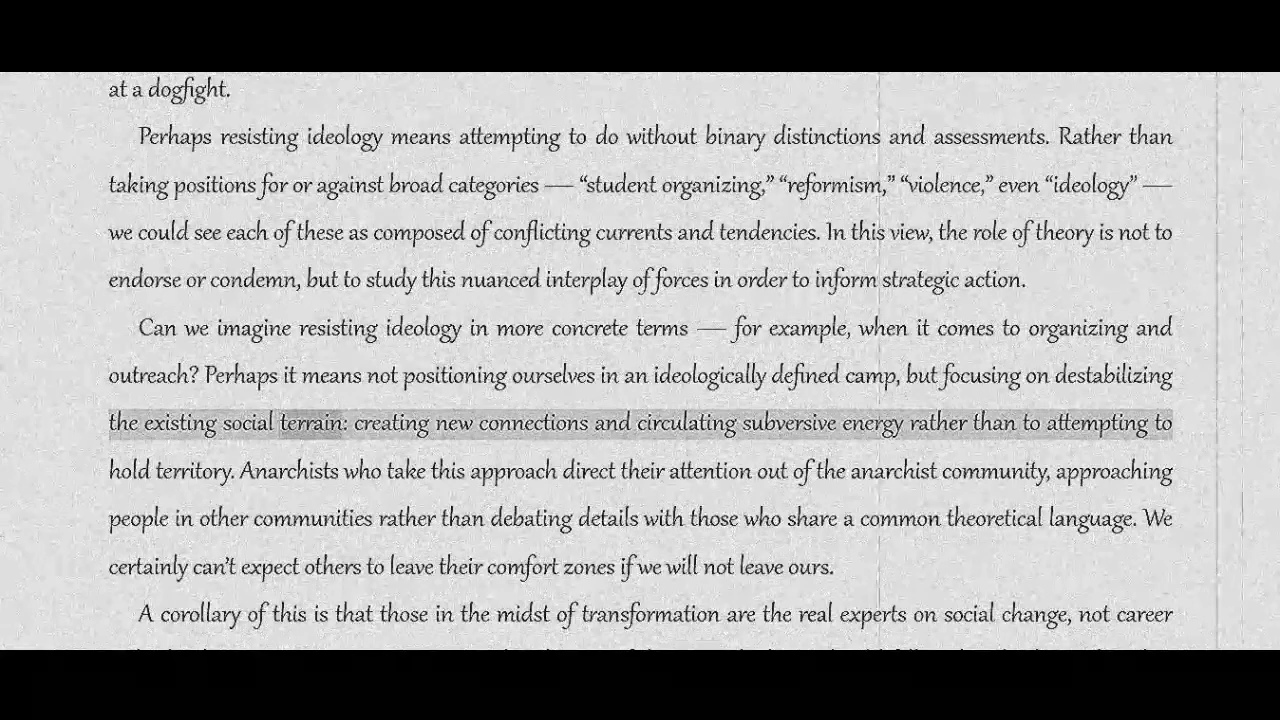 at a dogfight.
Perhaps resisting ideology means attempting to do without binary distinctions and assessments. Rather than
taking positions for or against broad categories — “student organizing,” “reformism,” “violence,” even “ideology” —
we could see each of these as composed of conflicting currents and tendencies. In this view, the role of theory is not to
endorse or condemn, but to study this nuanced interplay of forces in order to inform strategic action.
Can we imagine resisting ideology in more concrete terms — for example, when it comes to organizing and
outreach? Perhaps it means not positioning ourselves in an ideologically defined camp, but focusing on destabilizing
the existing social terrain: creating new connections and circulating subversive energy rather than to attempting to
hold territory. Anarchists who take this approach direct their attention out of the anarchist community, approaching
people in other communities rather than debating details with those who share a common theoretical language. We
certainly can’t expect others to leave their comfort zones if we will not leave ours.
A corollary of this is that those in the midst of transformation are the real experts on social change, not career